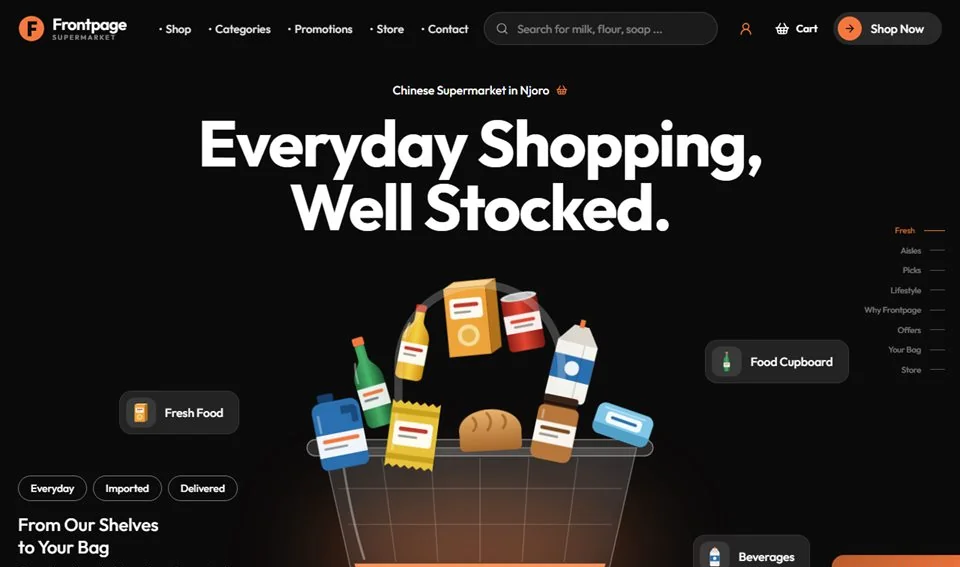 F Frontpage
SUPERMARKET
• Shop
• Categories
• Promotions
• Store
• Contact
Search for milk, flour, soap ...
Cart
Shop Now
Chinese Supermarket in Njoro
Everyday Shopping,
Well Stocked.
Fresh
Aisles
Picks
Lifestyle
Why Frontpage
Offers
Your Bag
Store
Food Cupboard
Fresh Food
Everyday
Imported
Delivered
From Our Shelves
to Your Bag
Beverages